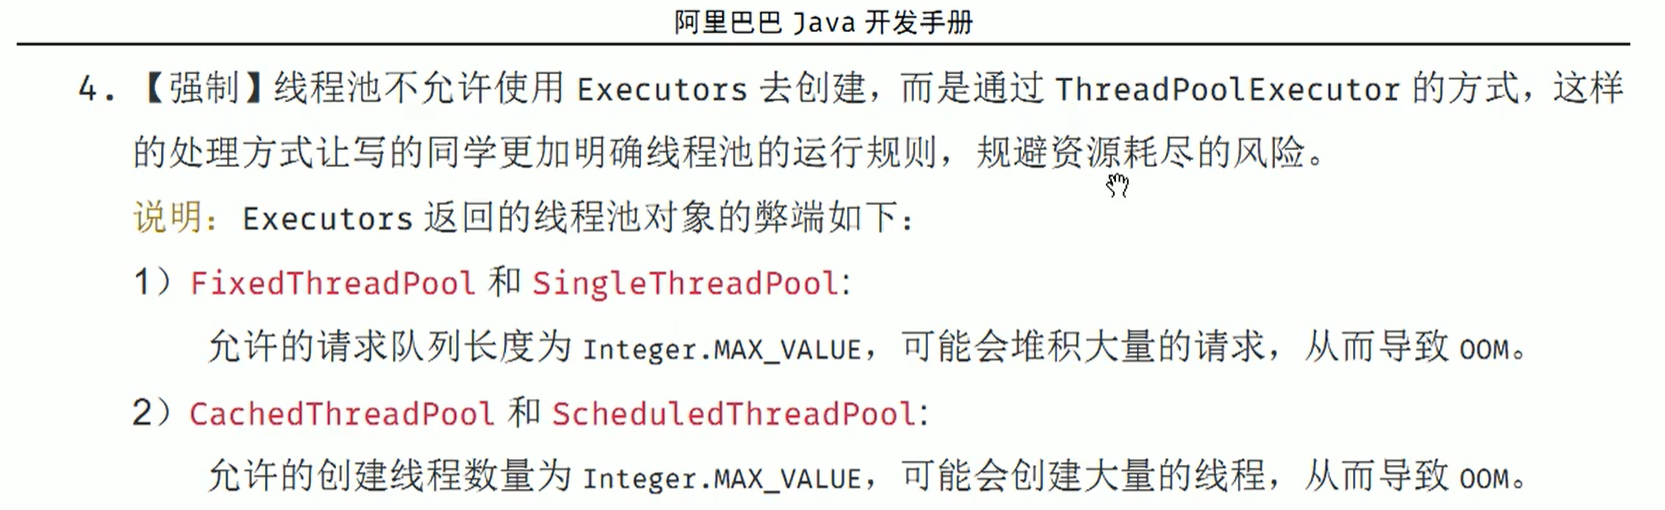 阿里巴巴 Java 开发手册
4. 【强制】线程池不允许使用 Executors 去创建，而是通过 ThreadPoolExecutor 的方式，这样
的处理方式让写的同学更加明确线程池的运行规则，规避资源耗尽的风险。
说明：Executors 返回的线程池对象的弊端如下：
1）FixedThreadPool 和 SingleThreadPool:
允许的请求队列长度为 Integer.MAX_VALUE，可能会堆积大量的请求，从而导致 OOM。
2）CachedThreadPool 和 ScheduledThreadPool:
允许的创建线程数量为 Integer.MAX_VALUE，可能会创建大量的线程，从而导致 OOM。